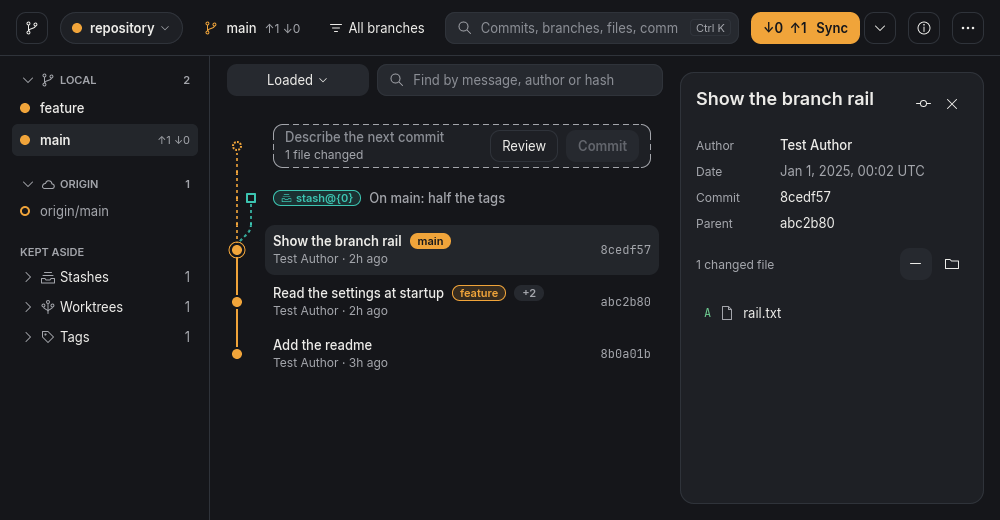 repository
main ↑1 ↓0
All branches
Commits, branches, files, comm
Ctrl K
↓0 ↑1 Sync
LOCAL 2
feature
main ↑1 ↓0
ORIGIN 1
origin/main
KEPT ASIDE
Stashes 1
Worktrees 1
Tags 1
Loaded
Find by message, author or hash
Describe the next commit
1 file changed
Review
Commit
stash@{0} On main: half the tags
Show the branch rail main
Test Author · 2h ago
8cedf57
Read the settings at startup feature +2
Test Author · 2h ago
abc2b80
Add the readme
Test Author · 3h ago
8b0a01b
Show the branch rail
Author Test Author
Date Jan 1, 2025, 00:02 UTC
Commit 8cedf57
Parent abc2b80
1 changed file
A rail.txt